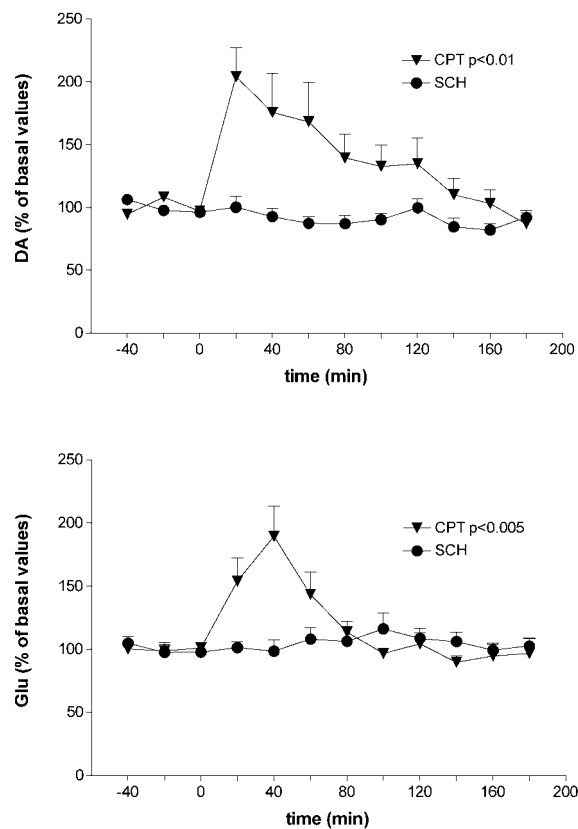 250
200
150
100
50
0
DA (% of basal values)
CPT p<0.01
SCH
-40 0 40 80 120 160 200
time (min)
250
200
150
100
50
0
Glu (% of basal values)
CPT p<0.005
SCH
-40 0 40 80 120 160 200
time (min)